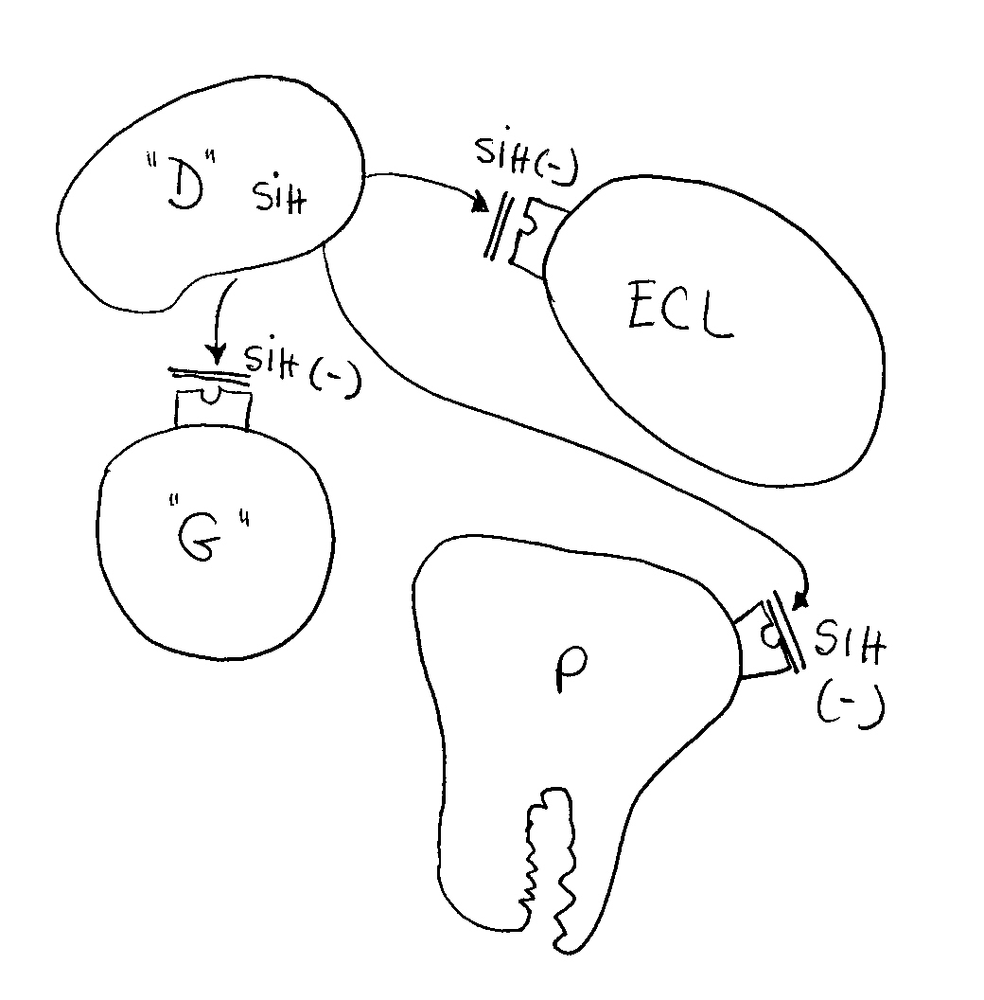 "D" SiH
SiH(-)
ECL
SiH (-)
"G"
P
SIH
(-)